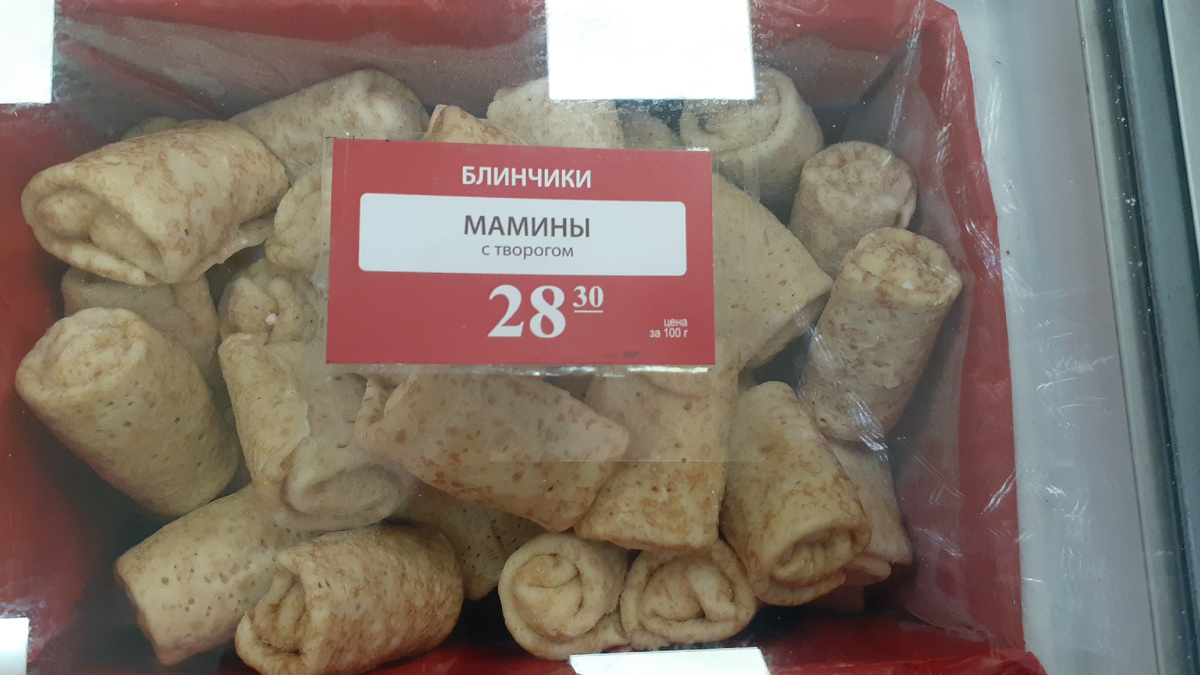 БЛИНЧИКИ
МАМИНЫ
с творогом
28 30
цена
за 100 г